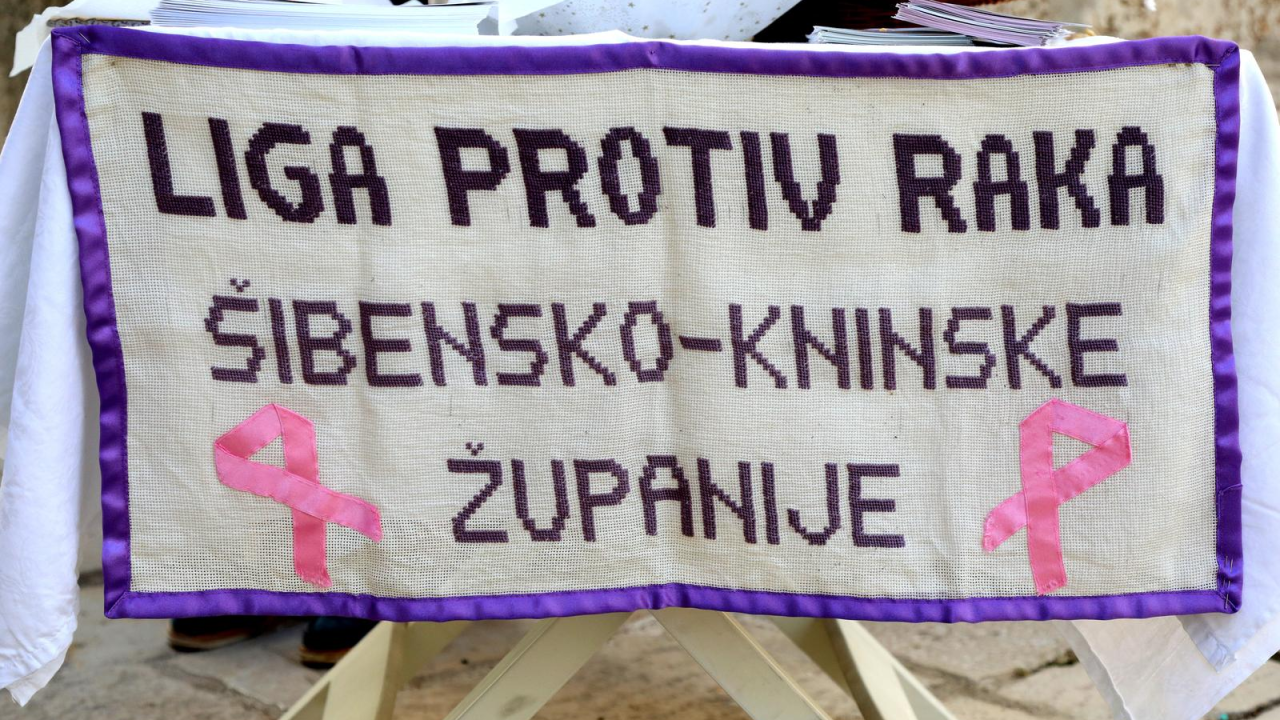 LIGA PROTIV RAKA
ŠIBENSKO-KNINSKE
ŽUPANIJE